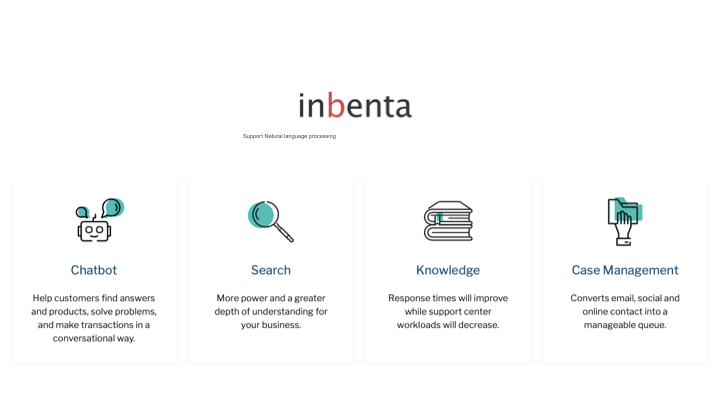 inbenta
Support Natural language processing
Chatbot
Help customers find answers
and products, solve problems,
and make transactions in a
conversational way.
Search
More power and a greater
depth of understanding for
your business.
Knowledge
Response times will improve
while support center
workloads will decrease.
Case Management
Converts email, social and
online contact into a
manageable queue.